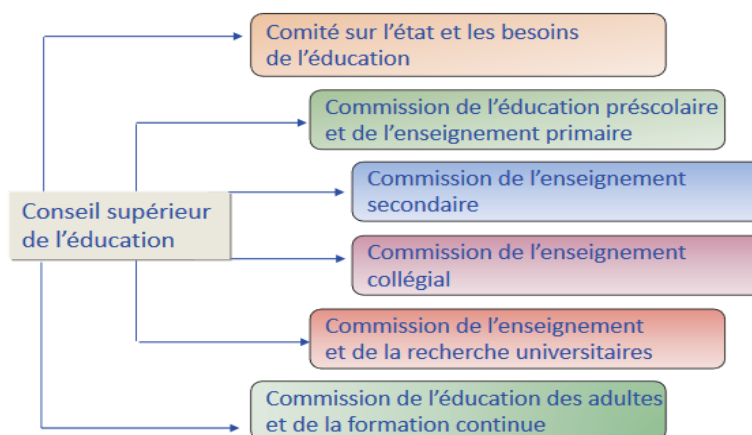 Comité sur l’état et les besoins
de l’éducation
Commission de l’éducation préscolaire
et de l’enseignement primaire
Commission de l’enseignement
secondaire
Conseil supérieur
de l’éducation
Commission de l’enseignement
collégial
Commission de l’enseignement
et de la recherche universitaires
Commission de l’éducation des adultes
et de la formation continue